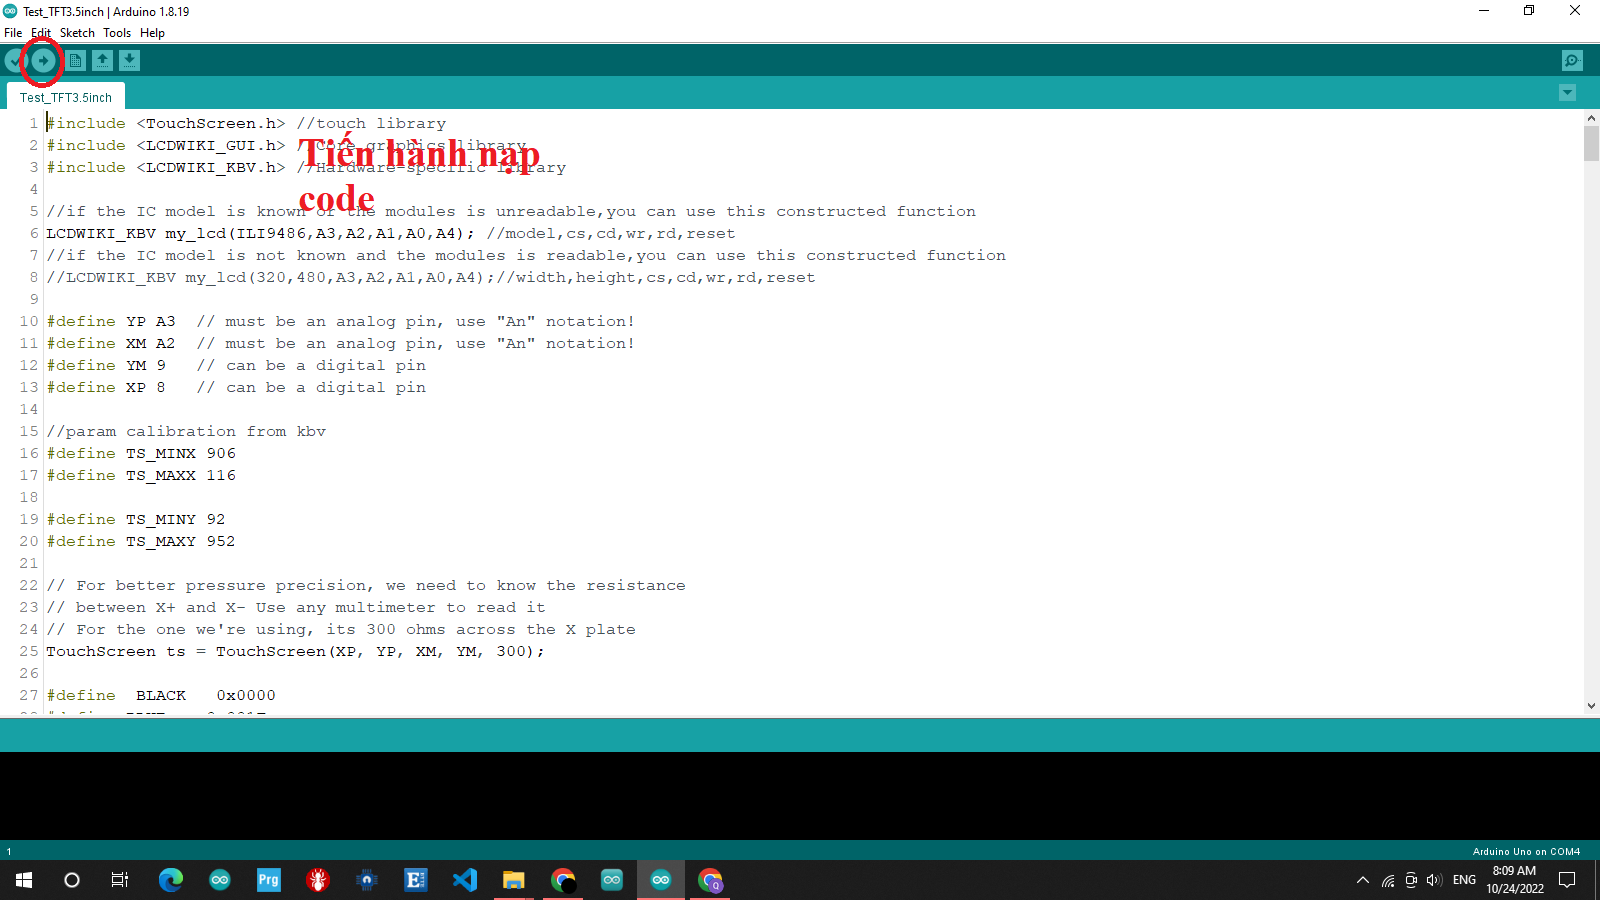 Test_TFT3.5inch | Arduino 1.8.19
File Edit Sketch Tools Help
Test_TFT3.5inch
1 #include <TouchScreen.h> //touch library
2 #include <LCDWIKI_GUI.h> //Core graphics library
3 #include <LCDWIKI_KBV.h> //Hardware-specific library
Tiến hành nạp
code
4
5 //if the IC model is known or the modules is unreadable,you can use this constructed function
6 LCDWIKI_KBV my_lcd(ILI9486,A3,A2,A1,A0,A4); //model,cs,cd,wr,rd,reset
7 //if the IC model is not known and the modules is readable,you can use this constructed function
8 //LCDWIKI_KBV my_lcd(320,480,A3,A2,A1,A0,A4);//width,height,cs,cd,wr,rd,reset
9
10 #define YP A3  // must be an analog pin, use "An" notation!
11 #define XM A2  // must be an analog pin, use "An" notation!
12 #define YM 9   // can be a digital pin
13 #define XP 8   // can be a digital pin
14
15 //param calibration from kbv
16 #define TS_MINX 906
17 #define TS_MAXX 116
18
19 #define TS_MINY 92
20 #define TS_MAXY 952
21
22 // For better pressure precision, we need to know the resistance
23 // between X+ and X- Use any multimeter to read it
24 // For the one we're using, its 300 ohms across the X plate
25 TouchScreen ts = TouchScreen(XP, YP, XM, YM, 300);
26
27 #define  BLACK   0x0000
1
Arduino Uno on COM4
Prg
ENG
8:09 AM
10/24/2022